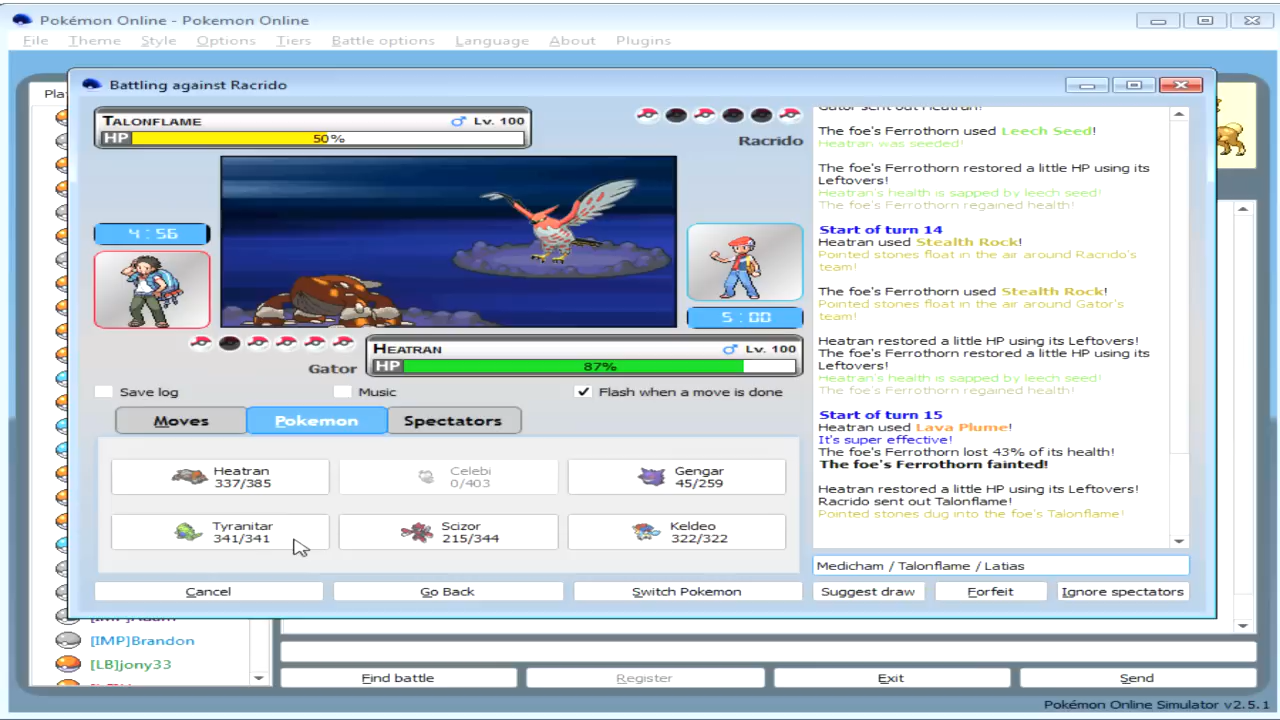 Pokémon Online - Pokemon Online
File Theme Style Options Tiers Battle options Language About Plugins
Battling against Racrido
TALONFLAME Lv. 100
HP 50%
Racrido
4:56
5:00
HEATRAN Lv. 100
HP 87%
Gator
Save log Music Flash when a move is done
Moves Pokemon Spectators
Heatran
337/385
Celebi
0/403
Gengar
45/259
Tyranitar
341/341
Scizor
215/344
Keldeo
322/322
Cancel Go Back Switch Pokemon
The foe's Ferrothorn used Leech Seed!
Heatran was seeded!
The foe's Ferrothorn restored a little HP using its
Leftovers!
Heatran's health is sapped by leech seed!
The foe's Ferrothorn regained health!
Start of turn 14
Heatran used Stealth Rock!
Pointed stones float in the air around Racrido's
team!
The foe's Ferrothorn used Stealth Rock!
Pointed stones float in the air around Gator's
team!
Heatran restored a little HP using its Leftovers!
The foe's Ferrothorn restored a little HP using its
Leftovers!
Heatran's health is sapped by leech seed!
The foe's Ferrothorn regained health!
Start of turn 15
Heatran used Lava Plume!
It's super effective!
The foe's Ferrothorn lost 43% of its health!
The foe's Ferrothorn fainted!
Heatran restored a little HP using its Leftovers!
Racrido sent out Talonflame!
Pointed stones dug into the foe's Talonflame!
Medicham / Talonflame / Latias
Suggest draw Forfeit Ignore spectators
[IMP]Brandon
[LB]jony33
Find battle Register Exit Send
Pokémon Online Simulator v2.5.1